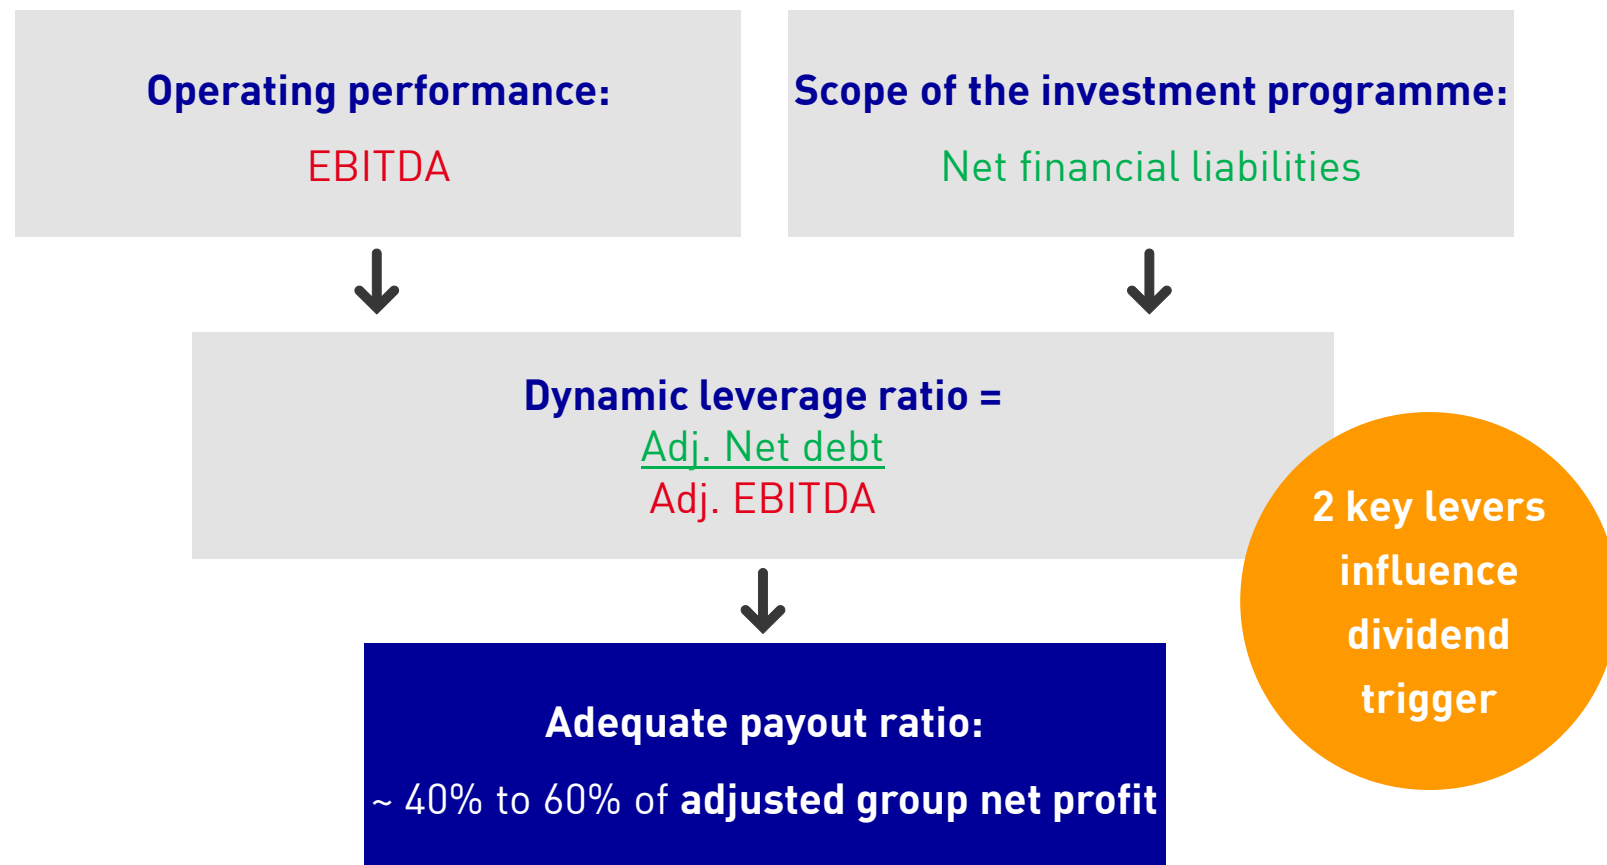 Operating performance:
EBITDA
Scope of the investment programme:
Net financial liabilities
Dynamic leverage ratio =
Adj. Net debt
Adj. EBITDA
2 key levers
influence
dividend
trigger
Adequate payout ratio:
~ 40% to 60% of adjusted group net profit